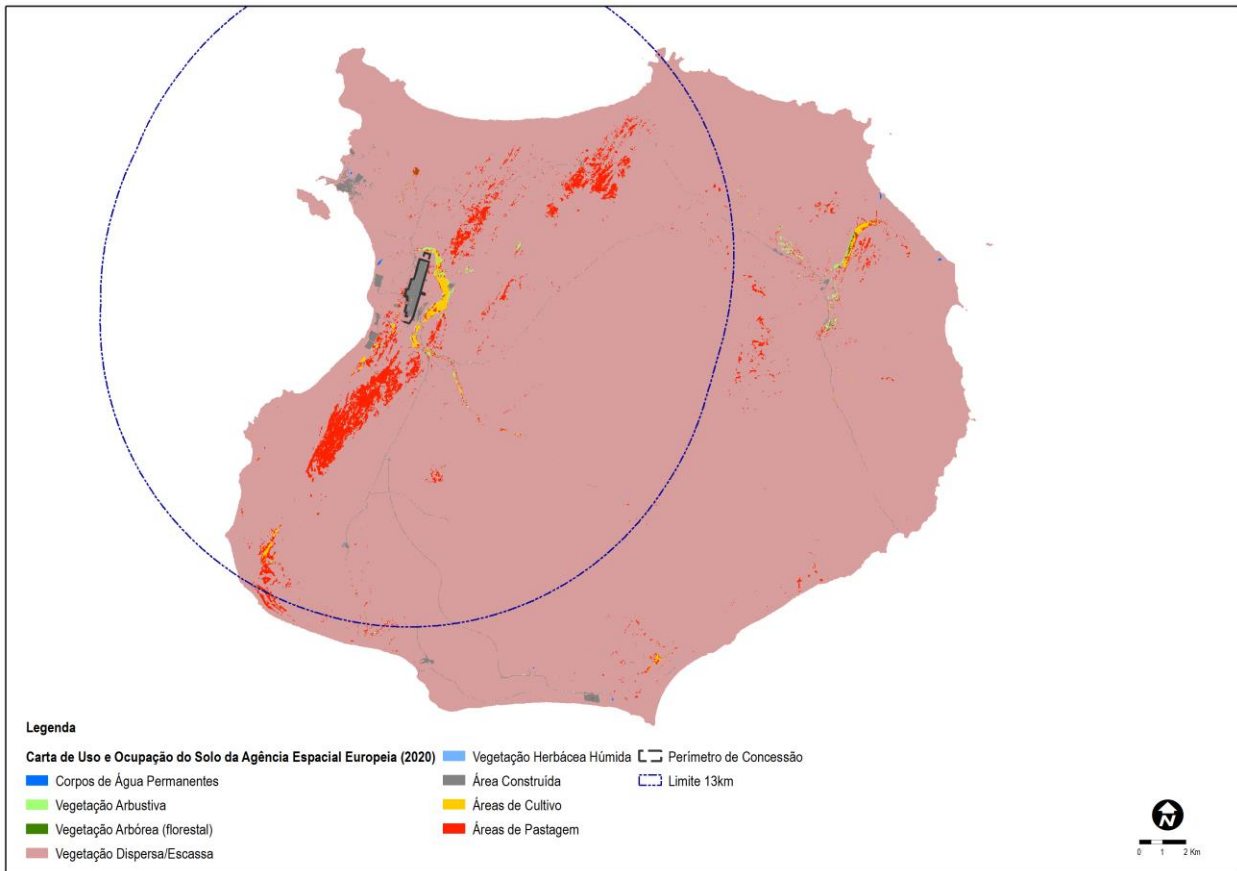 Legenda
Carta de Uso e Ocupação do Solo da Agência Espacial Europeia (2020)
Corpos de Água Permanentes
Vegetação Arbustiva
Vegetação Arbórea (florestal)
Vegetação Dispersa/Escassa
Vegetação Herbácea Húmida
Área Construída
Áreas de Cultivo
Áreas de Pastagem
Perímetro de Concessão
Limite 13km
N
0 1 2 Km